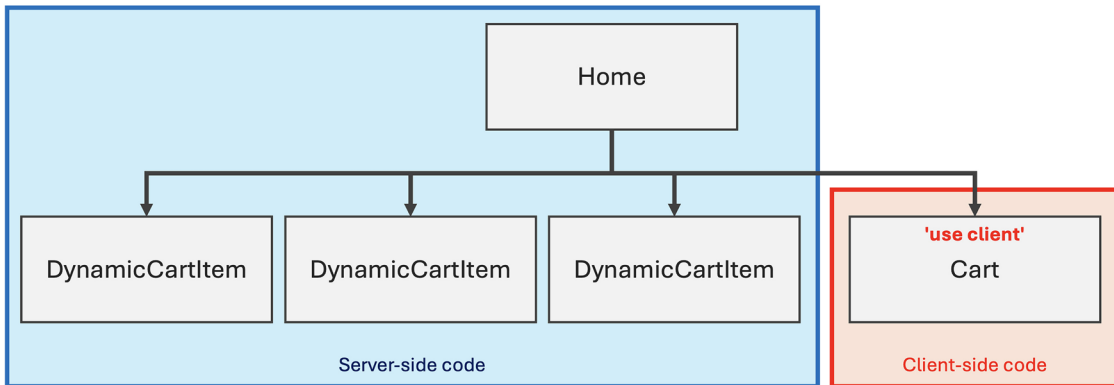 Home
DynamicCartItem
DynamicCartItem
DynamicCartItem
'use client'
Cart
Server-side code
Client-side code